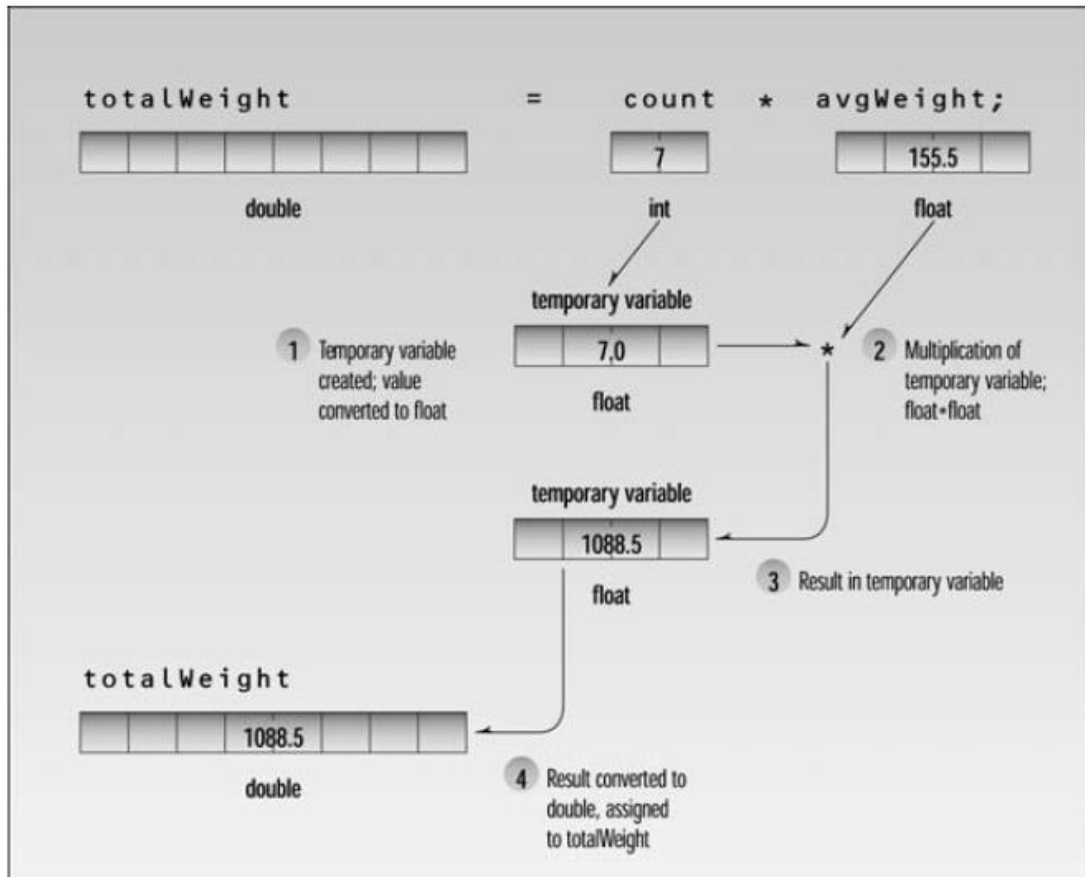 totalWeight = count * avgWeight;
7 155.5
double int float
temporary variable
7.0
float
*
1 Temporary variable
created; value
converted to float
2 Multiplication of
temporary variable;
float*float
temporary variable
1088.5
float
3 Result in temporary variable
totalWeight
1088.5
double
4 Result converted to
double, assigned
to totalWeight